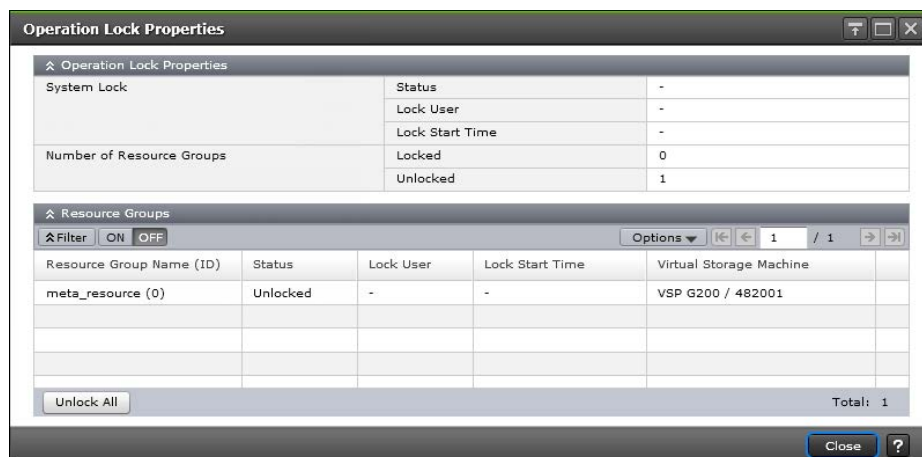 Operation Lock Properties
Operation Lock Properties
System Lock Status -
Lock User -
Lock Start Time -
Number of Resource Groups Locked 0
Unlocked 1
Resource Groups
Filter ON OFF Options 1 / 1
Resource Group Name (ID) Status Lock User Lock Start Time Virtual Storage Machine
meta_resource (0) Unlocked - - VSP G200 / 482001
Unlock All Total: 1
Close ?